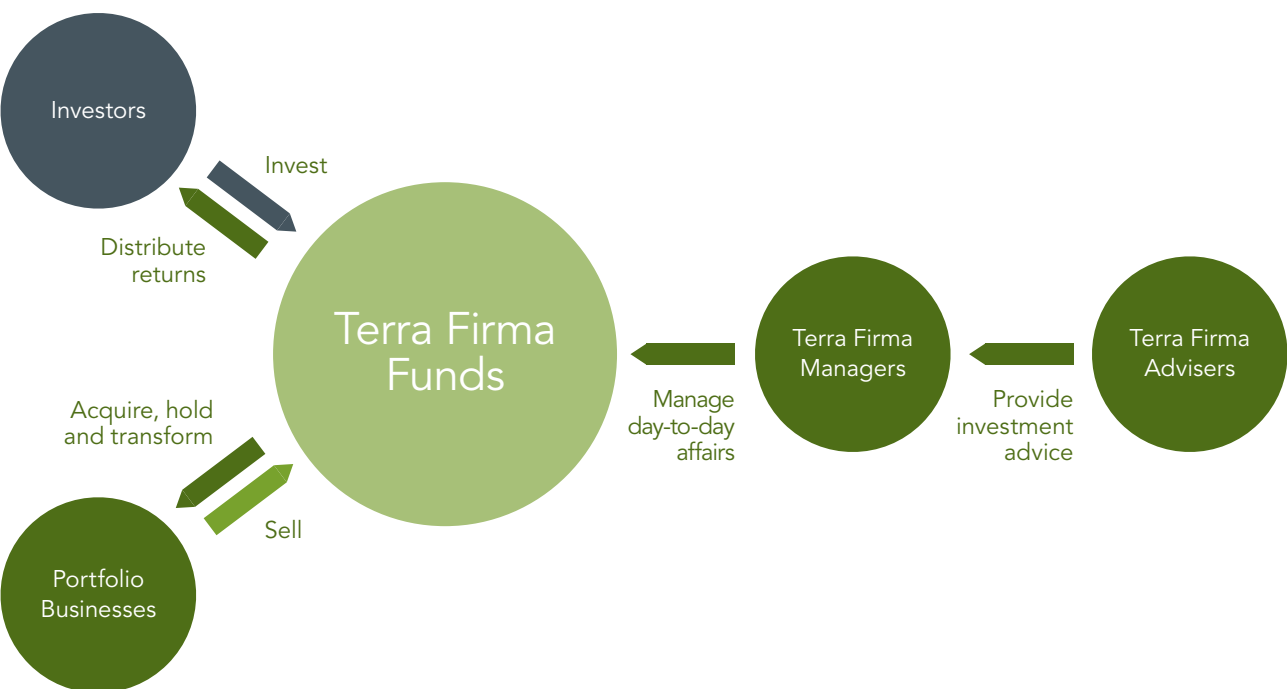 Investors
Invest
Distribute
returns
Terra Firma
Funds
Terra Firma
Managers
Terra Firma
Advisers
Manage
day-to-day
affairs
Provide
investment
advice
Acquire, hold
and transform
Sell
Portfolio
Businesses